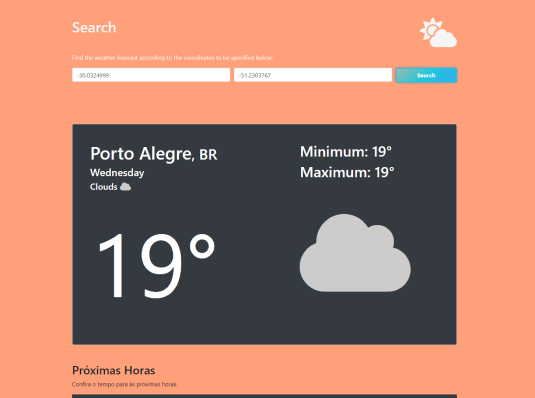 Search
Find the weather forecast according to the coordinates to be specified below:
-30.0324999
-51.2303767
Search
Porto Alegre, BR
Wednesday
Clouds
Minimum: 19°
Maximum: 19°
19°
Próximas Horas
Confira o tempo para às próximas horas.